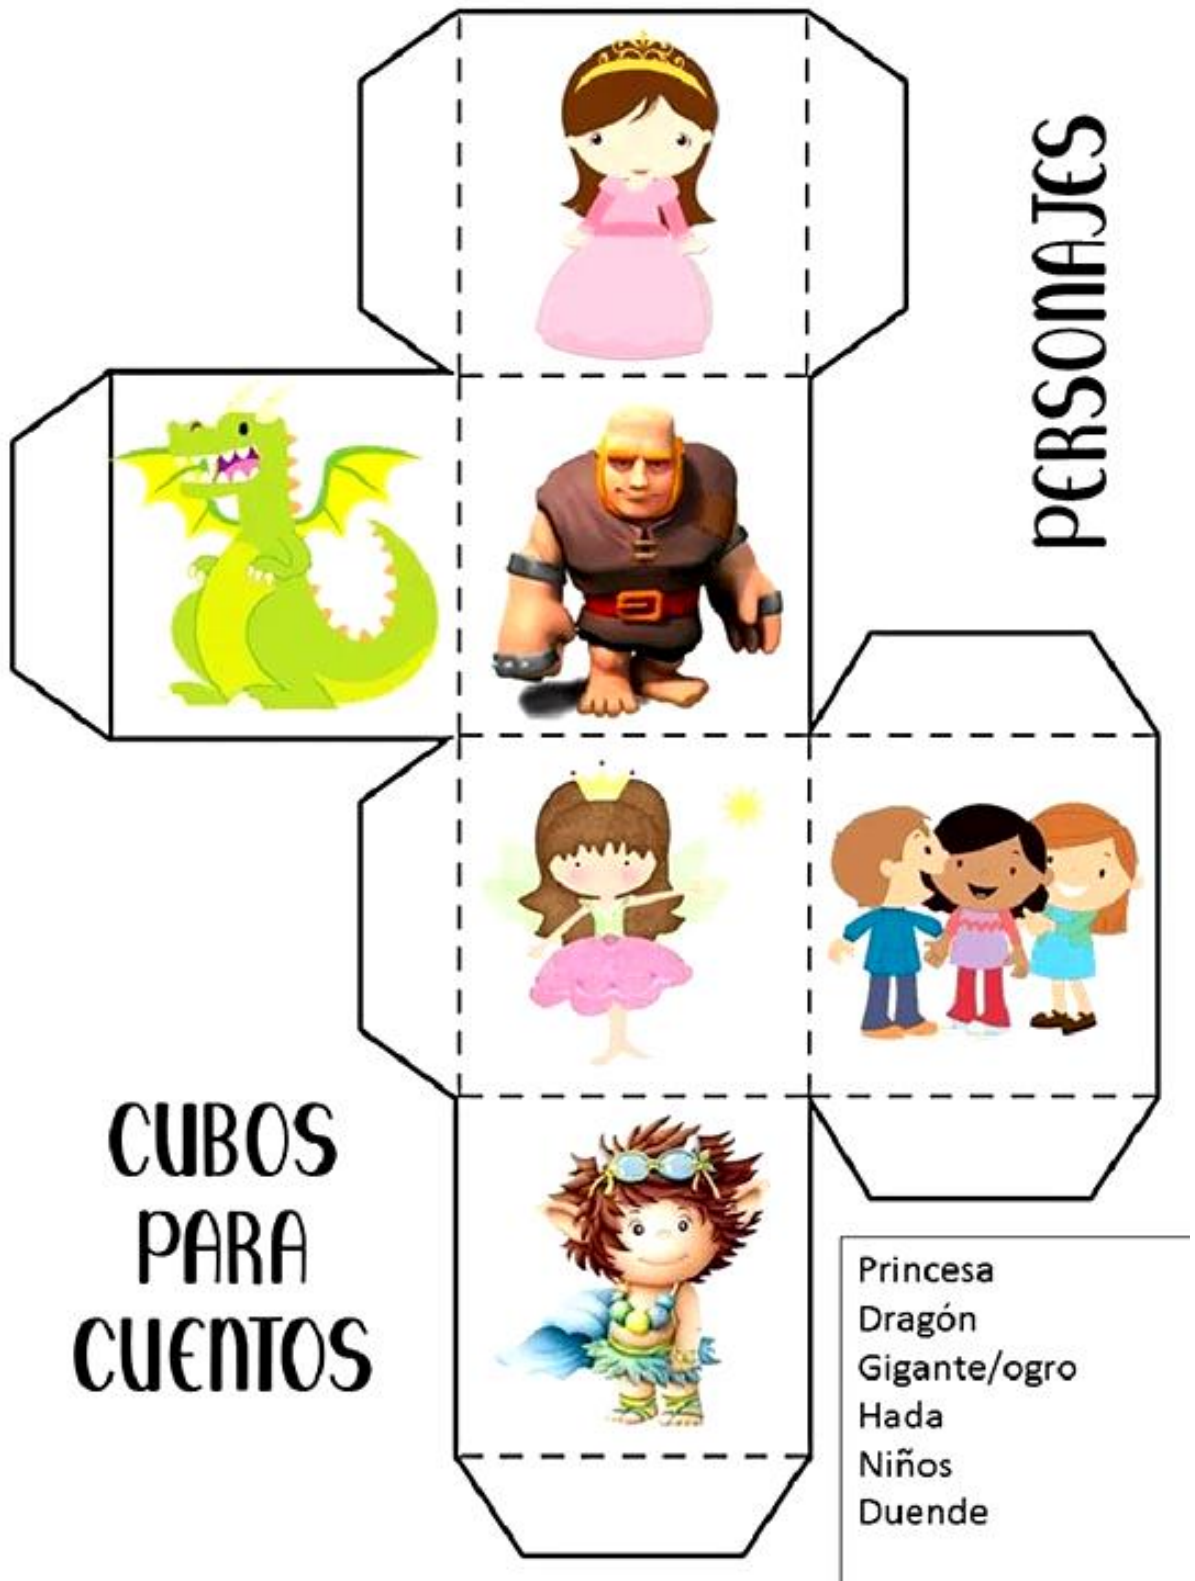 PERSONAJES
CUBOS
PARA
CUENTOS
Princesa
Dragón
Gigante/ogro
Hada
Niños
Duende